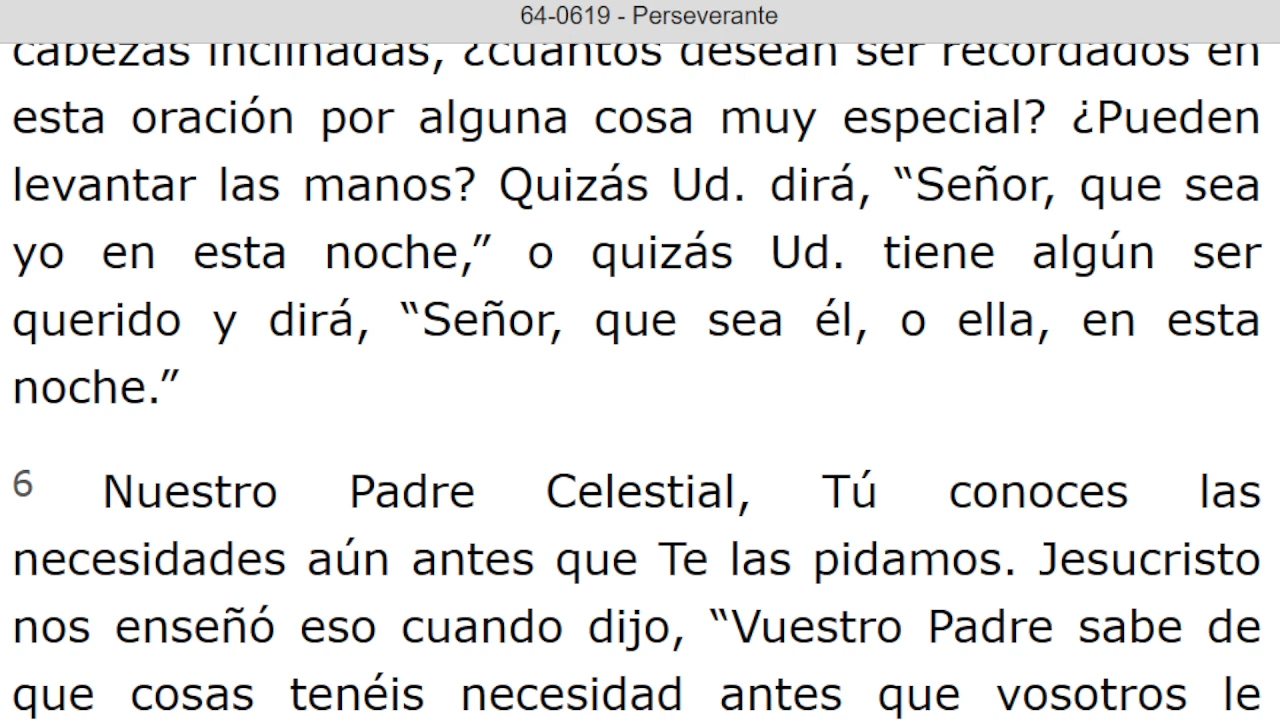 64-0619 - Perseverante
cabezas inclinadas, ¿cuántos desean ser recordados en
esta oración por alguna cosa muy especial? ¿Pueden
levantar las manos? Quizás Ud. dirá, “Señor, que sea
yo en esta noche,” o quizás Ud. tiene algún ser
querido y dirá, “Señor, que sea él, o ella, en esta
noche.”
6 Nuestro Padre Celestial, Tú conoces las
necesidades aún antes que Te las pidamos. Jesucristo
nos enseñó eso cuando dijo, “Vuestro Padre sabe de
que cosas tenéis necesidad antes que vosotros le